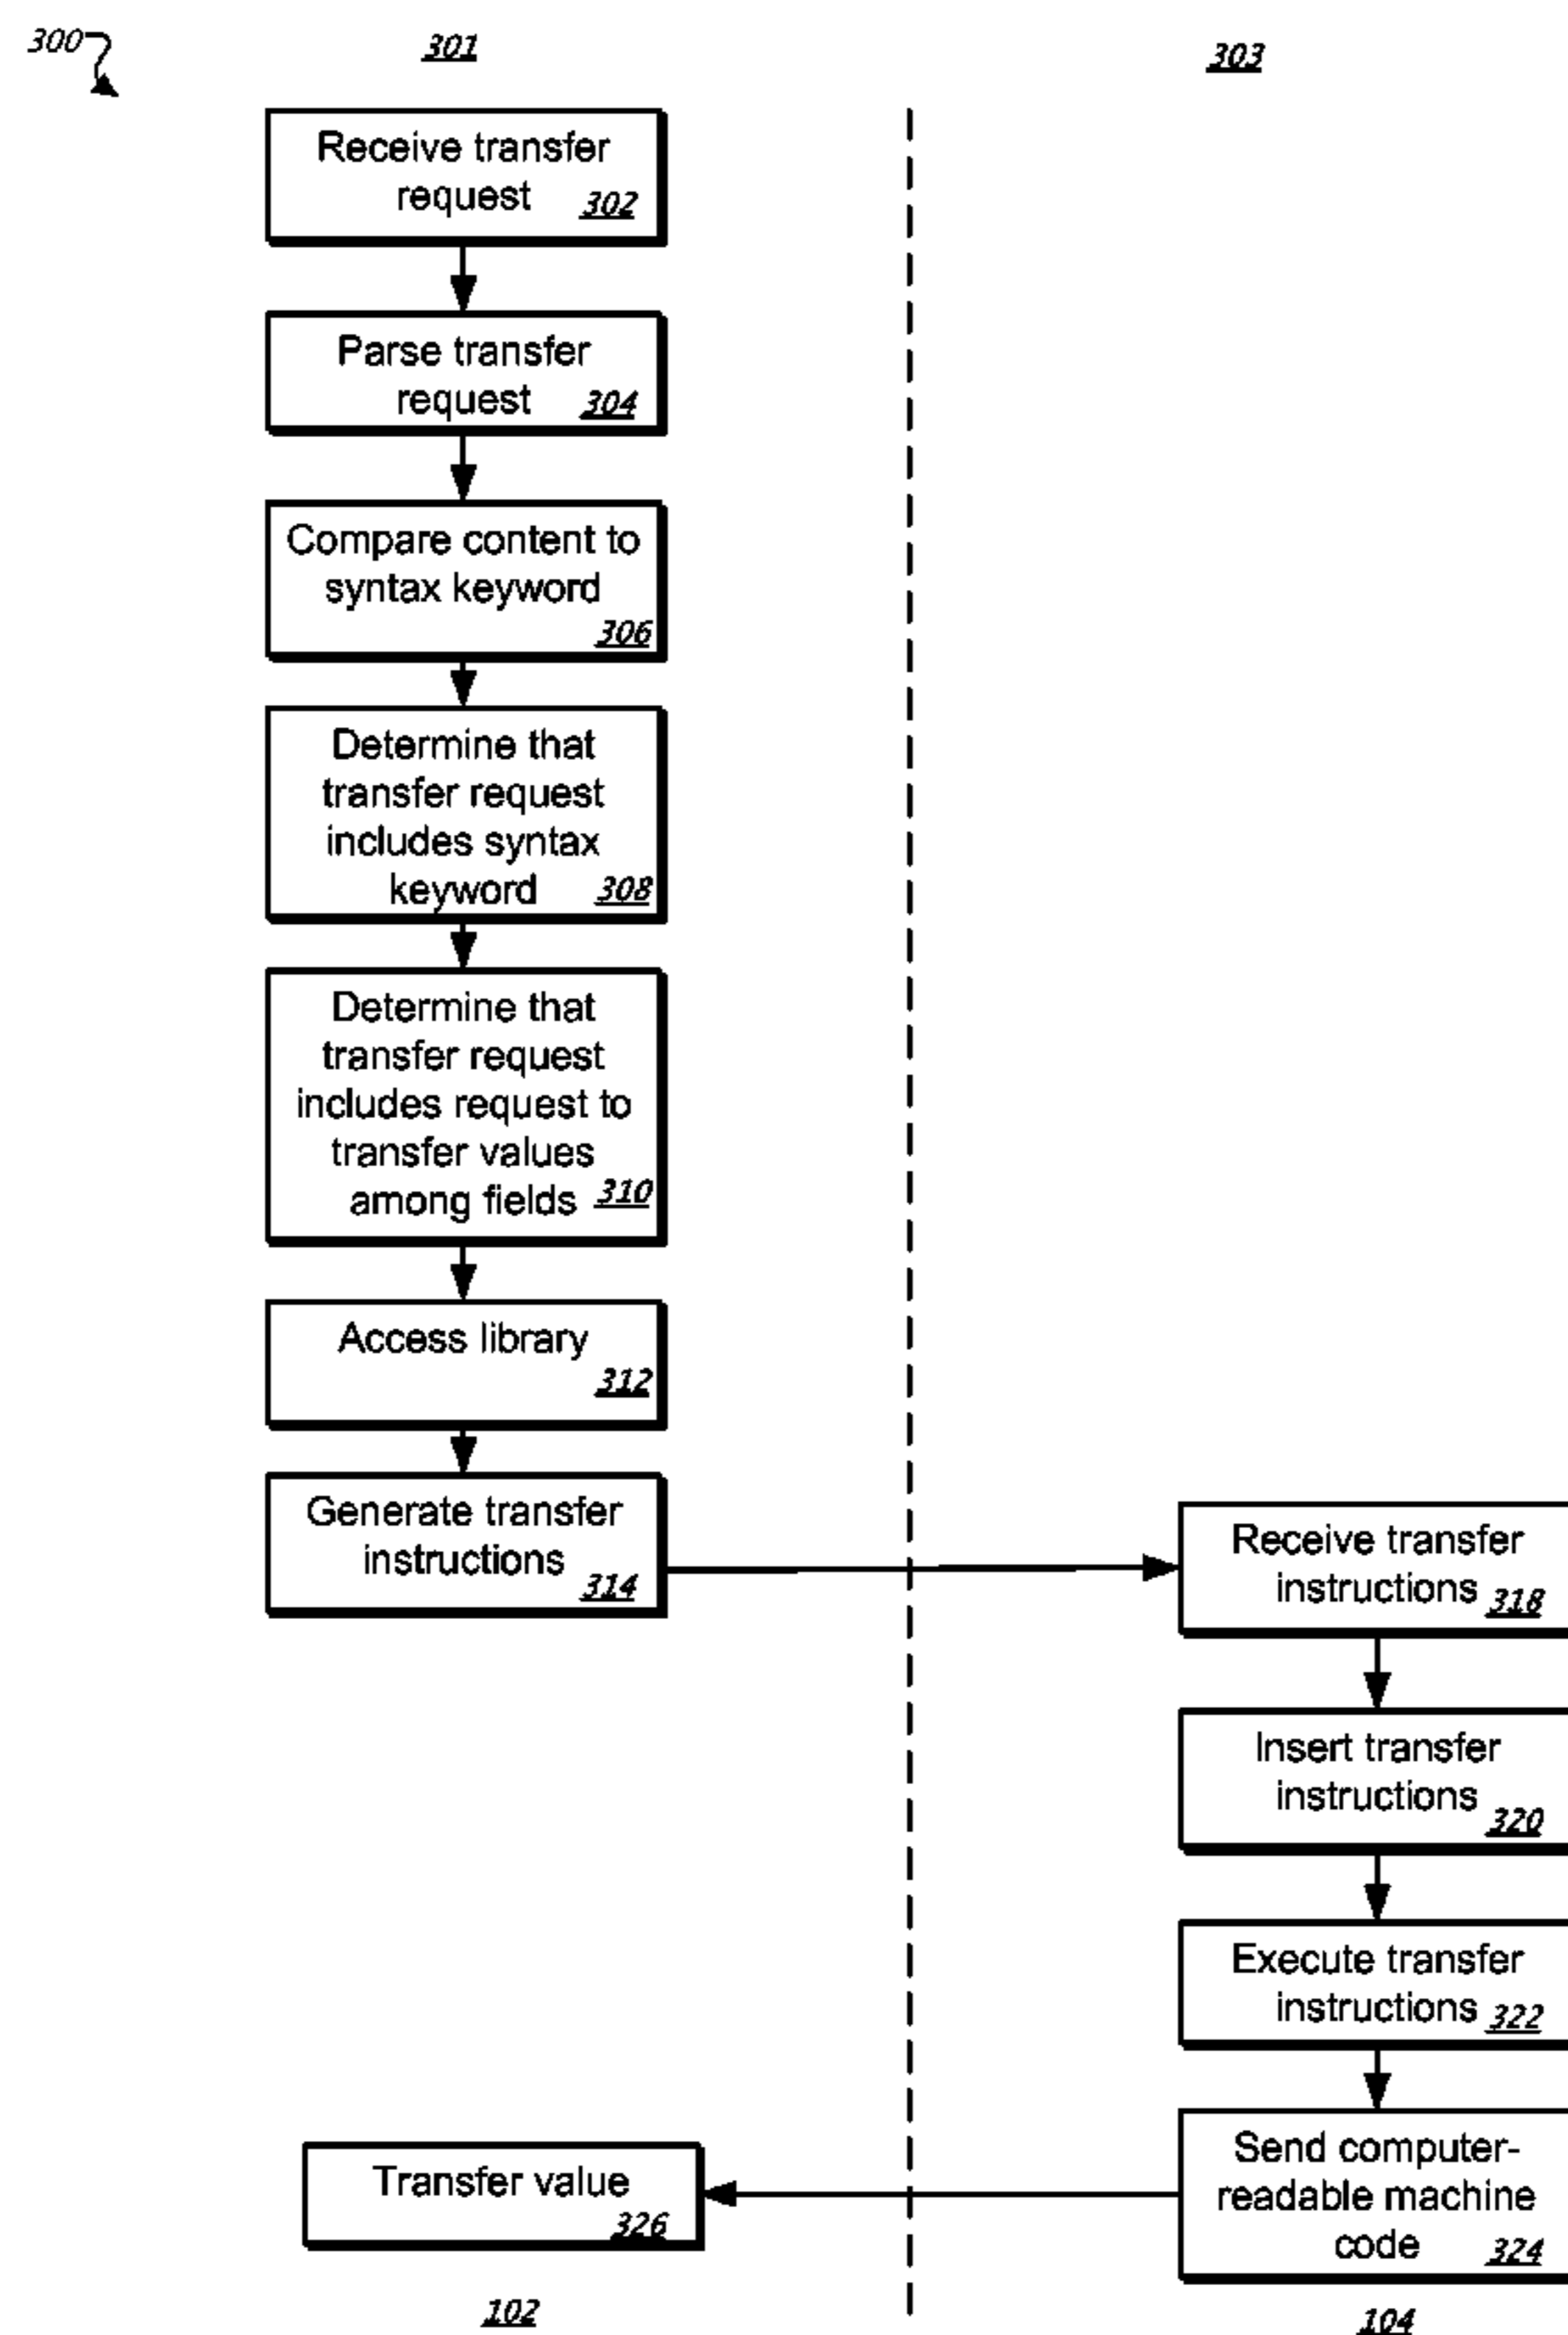 300
301
303
Receive transfer
request 302
Parse transfer
request 304
Compare content to
syntax keyword
306
Determine that
transfer request
includes syntax
keyword 308
Determine that
transfer request
includes request to
transfer values
among fields 310
Access library
312
Generate transfer
instructions 314
Receive transfer
instructions 318
Insert transfer
instructions 320
Execute transfer
instructions 322
Send computer-
readable machine
code 324
Transfer value
326
102
104